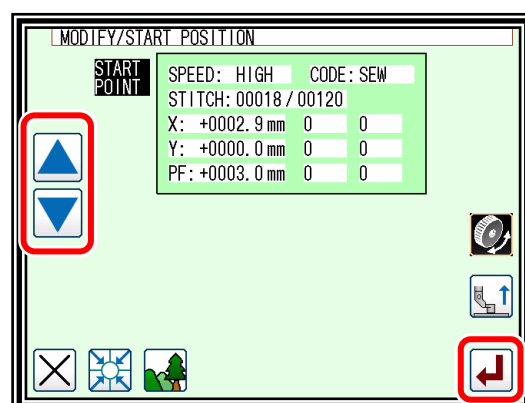 MODIFY/START POSITION
START
POINT
SPEED: HIGH CODE: SEW
STITCH: 00018 / 00120
X: +0002.9 mm 0 0
Y: +0000.0 mm 0 0
PF: +0003.0 mm 0 0